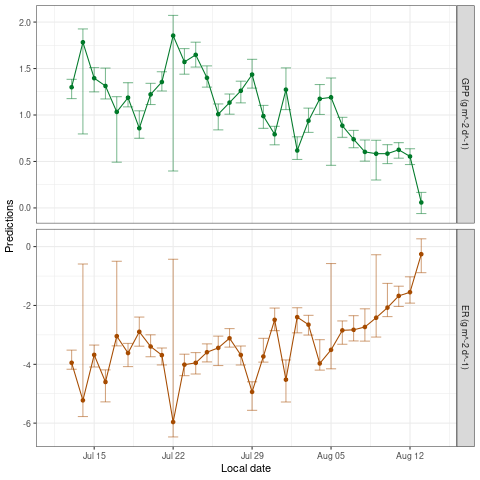 2.0
1.5
1.0
0.5
0.0
GPP (g m^-2 d^-1)
Predictions
0
-2
-4
-6
ER (g m^-2 d^-1)
Jul 15
Jul 22
Jul 29
Aug 05
Aug 12
Local date